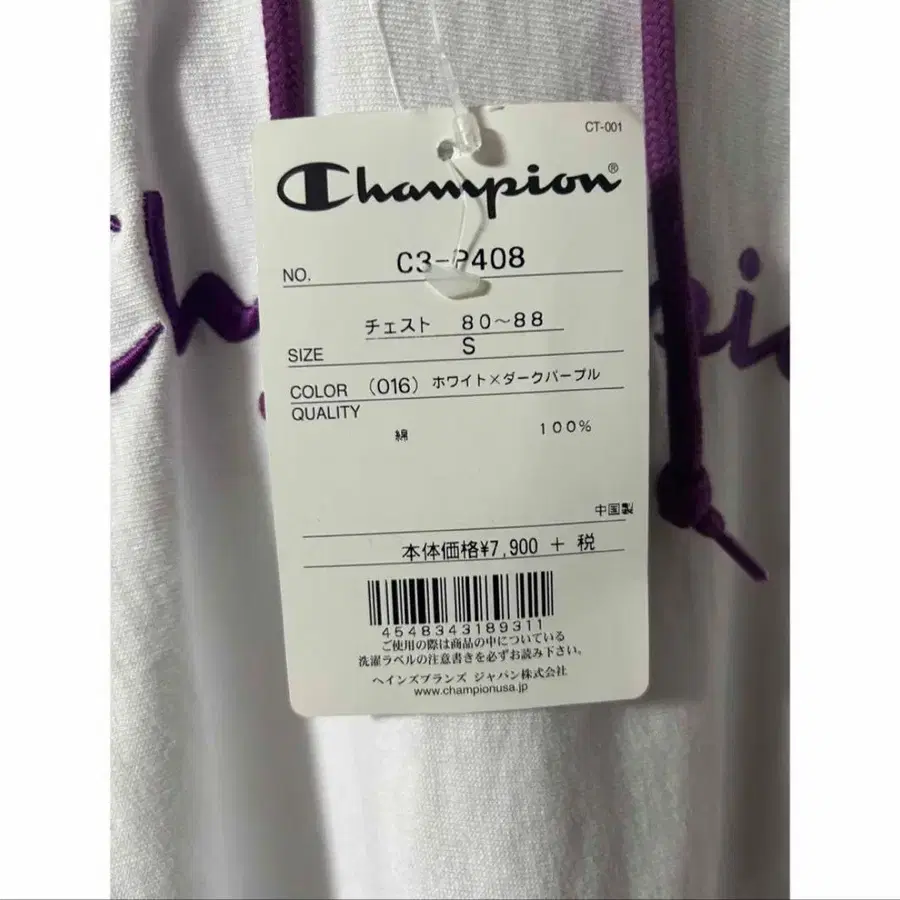 CT-001
Champion®
NO. C3-P408
チェスト 80～88
SIZE S
COLOR (016) ホワイト×ダークパープル
QUALITY
綿 100%
中国製
本体価格¥7,900 + 税
4548343189311
ご使用の際は商品の中についている
洗濯ラベルの注意書きを必ずお読み下さい。
ヘインズブランズ ジャパン株式会社
www.championusa.jp